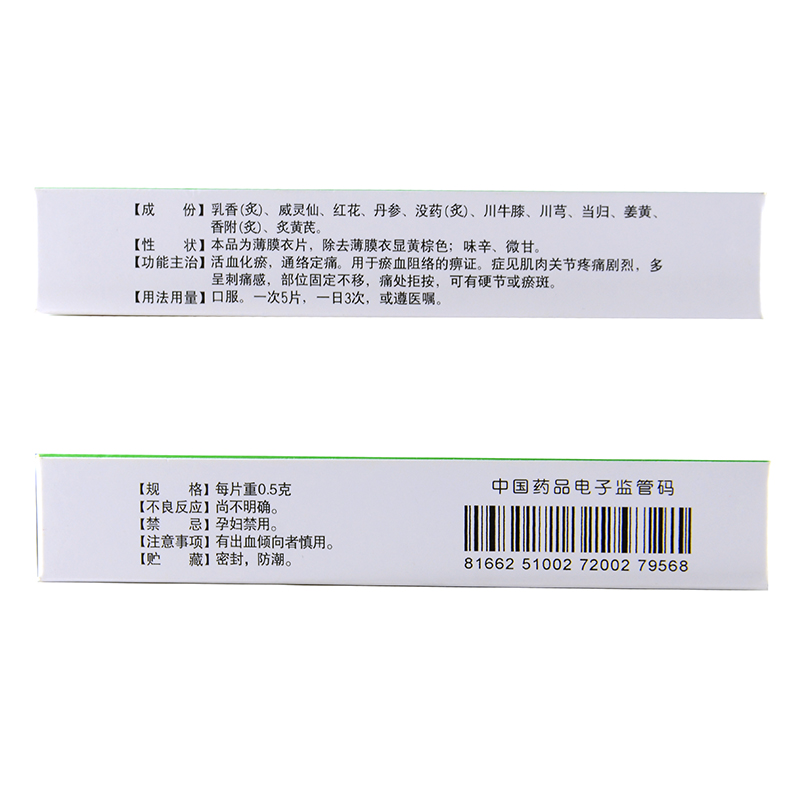 【成　份】乳香(炙)、威灵仙、红花、丹参、没药(炙)、川牛膝、川芎、当归、姜黄、
香附(炙)、炙黄芪。
【性　状】本品为薄膜衣片，除去薄膜衣显黄棕色；味辛、微甘。
【功能主治】活血化瘀，通络定痛。用于瘀血阻络的痹证。症见肌肉关节疼痛剧烈，多
呈刺痛感，部位固定不移，痛处拒按，可有硬节或瘀斑。
【用法用量】口服。一次5片，一日3次，或遵医嘱。
【规　格】每片重0.5克
【不良反应】尚不明确。
【禁　忌】孕妇禁用。
【注意事项】有出血倾向者慎用。
【贮　藏】密封，防潮。
中国药品电子监管码
81662 51002 72002 79568